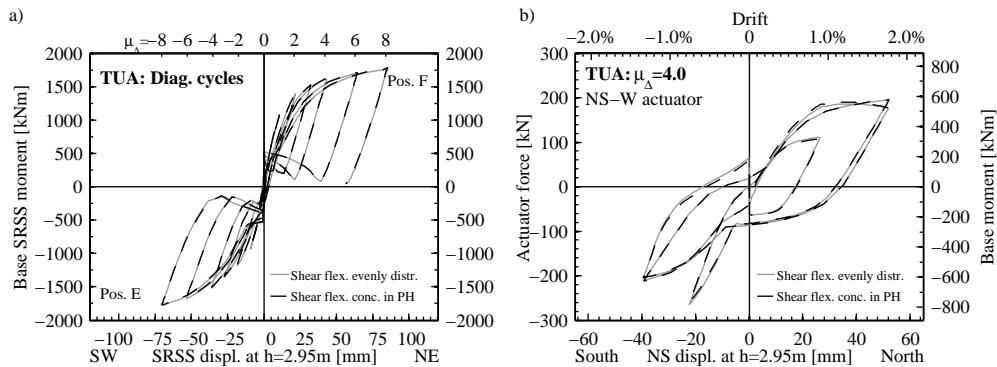 a)
μΔ=−8 −6 −4 −2 0 2 4 6 8
2000 2000
1500 1500
1000 1000
500 500
0 0
−500 −500
−1000 −1000
−1500 −1500
−2000 −2000
Base SRSS moment [kNm]
TUA: Diag. cycles
Pos. F
Pos. E
Shear flex. evenly distr.
Shear flex. conc. in PH
−100 −75 −50 −25 0 25 50 75 100
SW SRSS displ. at h=2.95m [mm] NE
b)
Drift
−2.0% −1.0% 0 1.0% 2.0%
300
200
100
0
−100
−200
−300
Actuator force [kN]
TUA: μΔ=4.0
NS−W actuator
800
600
400
200
0
−200
−400
−600
−800
Base moment [kNm]
Shear flex. evenly distr.
Shear flex. conc. in PH
−60 −40 −20 0 20 40 60
South NS displ. at h=2.95m [mm] North